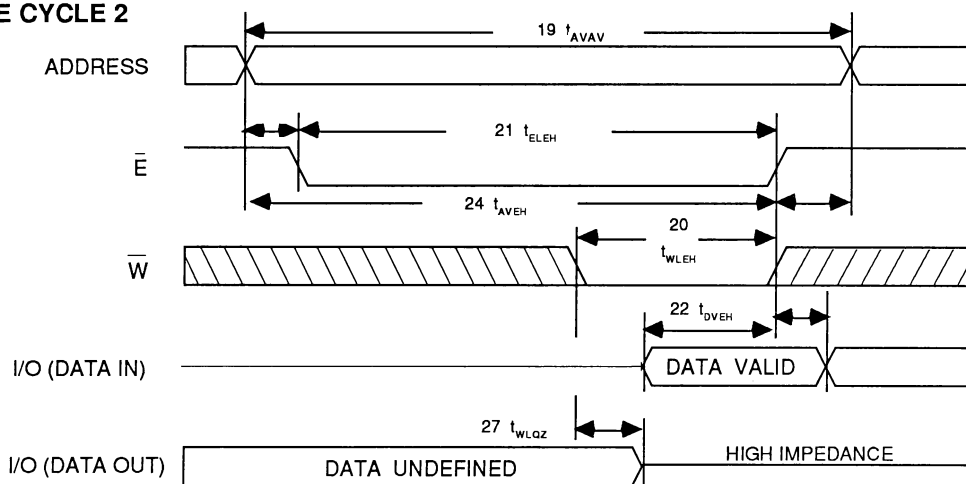 E CYCLE 2
19 tAVAV
ADDRESS
21 tELEH
E̅
24 tAVEH
20
tWLEH
W̅
22 tDVEH
I/O (DATA IN)
DATA VALID
27 tWLQZ
I/O (DATA OUT)
DATA UNDEFINED
HIGH IMPEDANCE